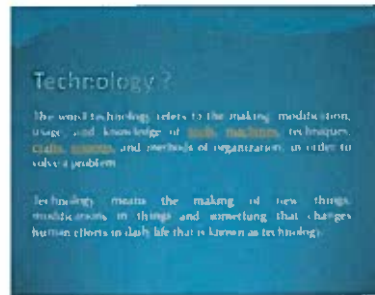 Technology ?
The word technology refers to the making, modification,
usage, and knowledge of tools, machines, techniques,
crafts, systems, and methods of organization, in order to
solve a problem
Technology means the making of new things,
modifications in things and something that changes
human efforts in daily life that is known as technology.